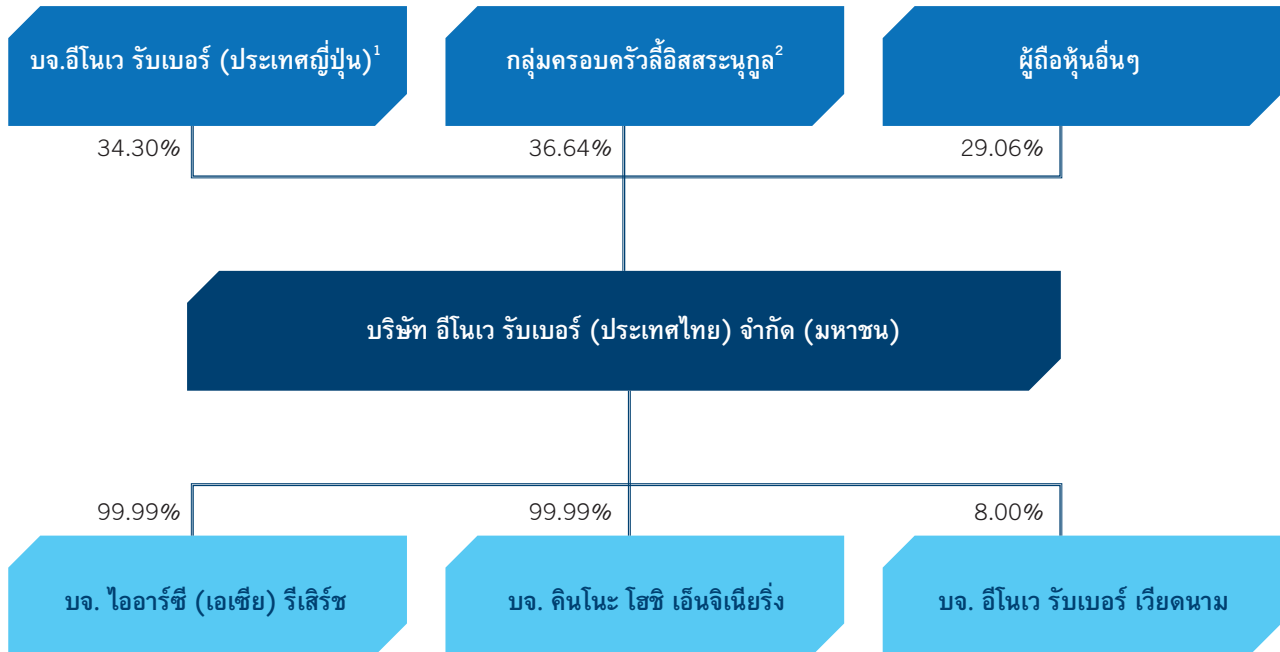 บจ.อีโนเว รับเบอร์ (ประเทศญี่ปุ่น)¹
กลุ่มครอบครัวลี้อิสสระนุกูล²
ผู้ถือหุ้นอื่นๆ
34.30%
36.64%
29.06%
บริษัท อีโนเว รับเบอร์ (ประเทศไทย) จำกัด (มหาชน)
99.99%
99.99%
8.00%
บจ. ไออาร์ซี (เอเซีย) รีเสิร์ช
บจ. คินโนะ โฮชิ เอ็นจิเนียริ่ง
บจ. อีโนเว รับเบอร์ เวียดนาม